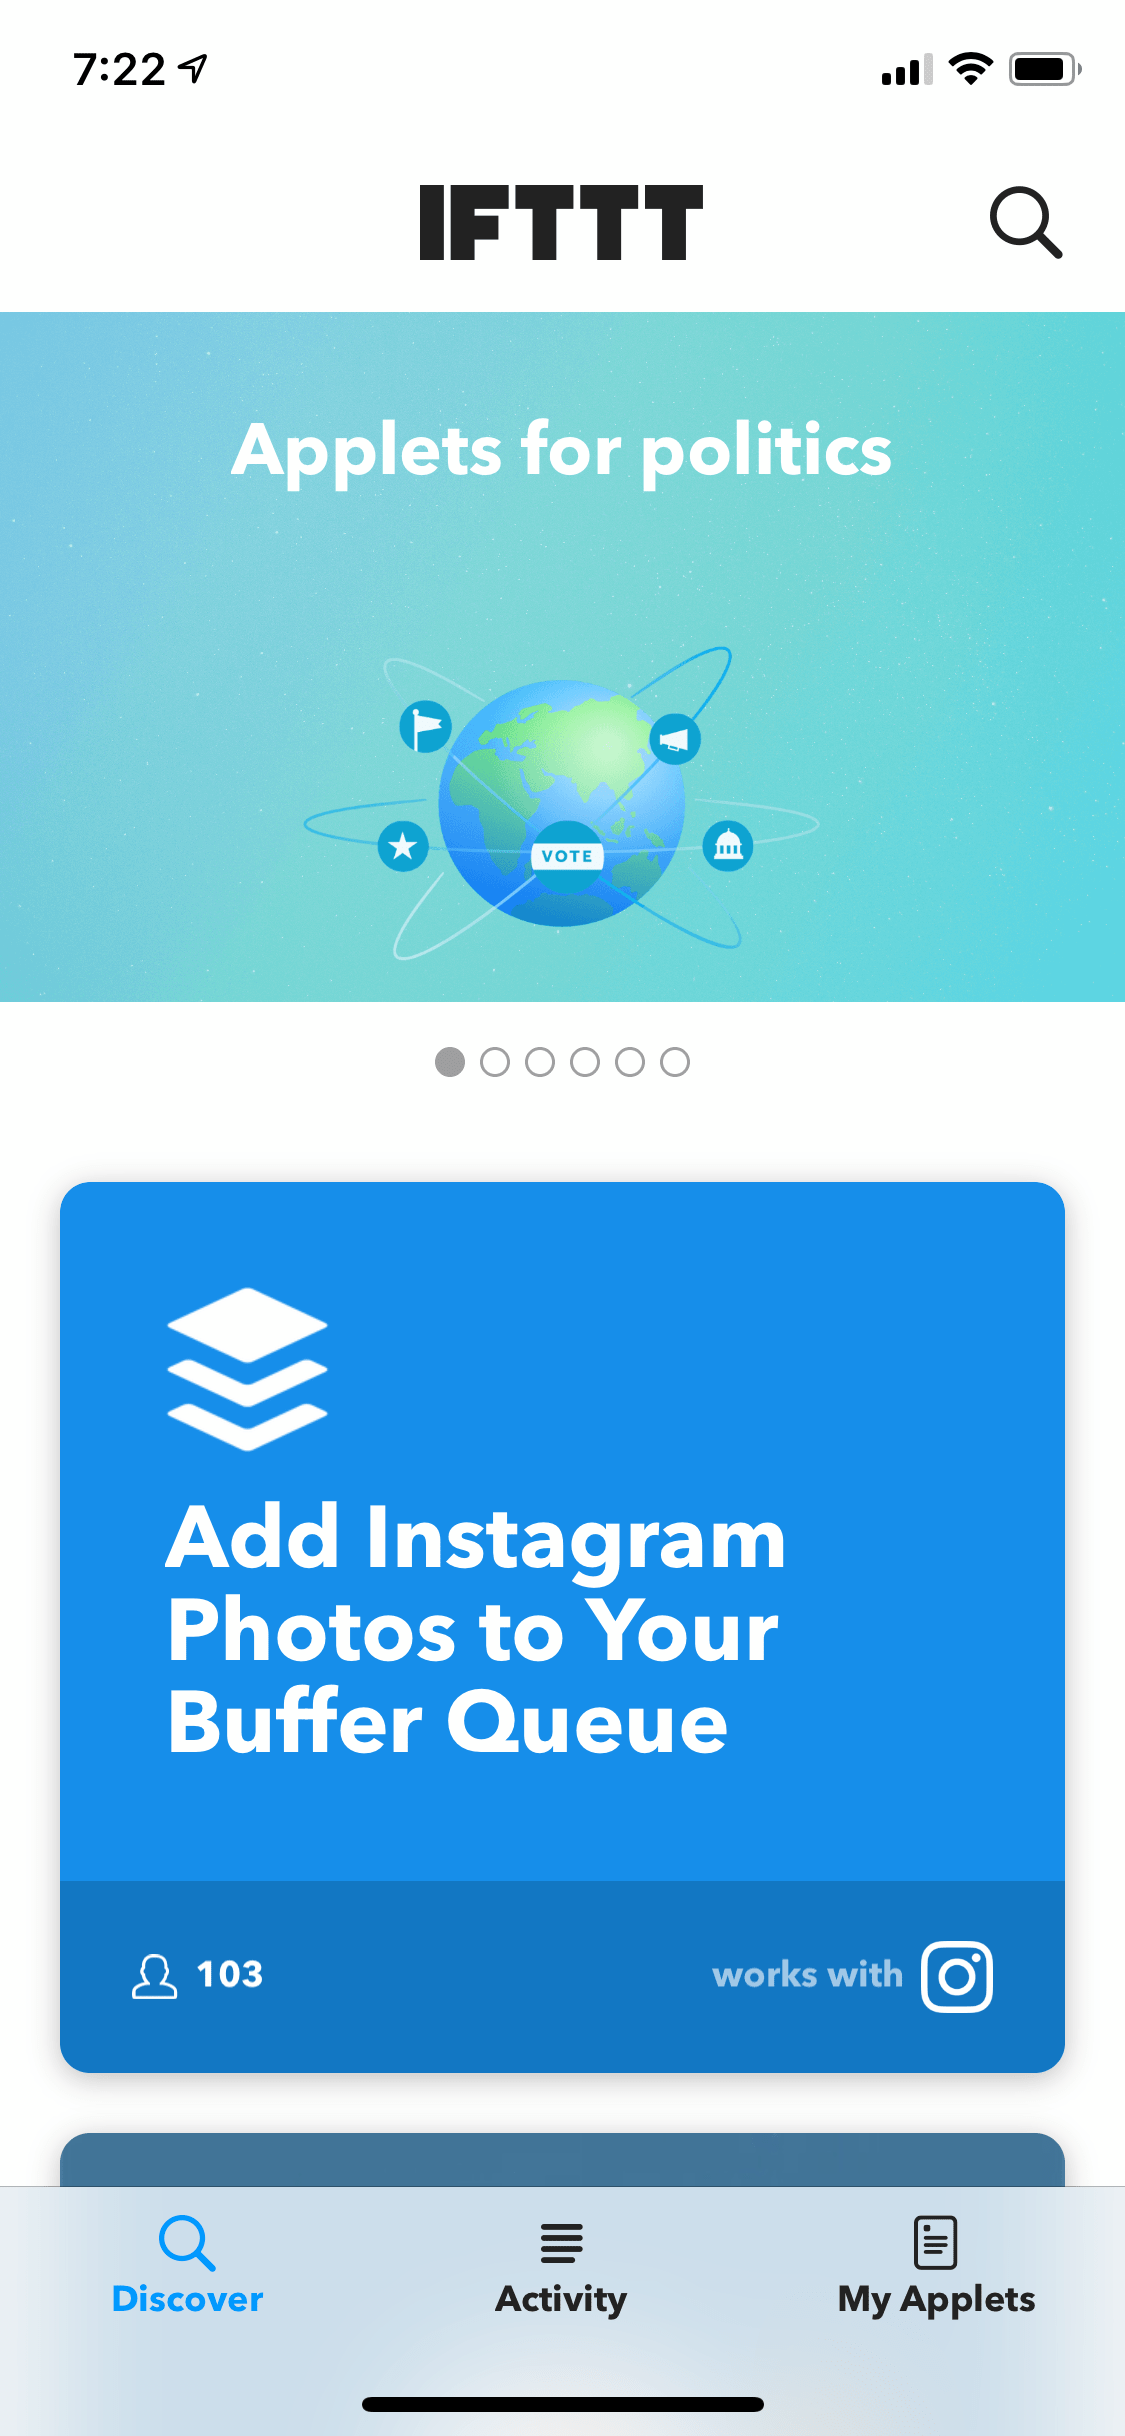 7:22
IFTTT
Applets for politics
VOTE
Add Instagram
Photos to Your
Buffer Queue
103
works with
Discover
Activity
My Applets